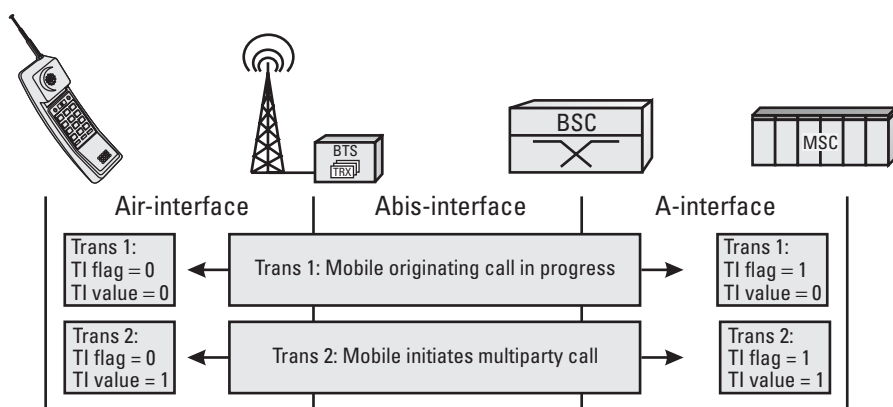 BTS
TRX
BSC
MSC
Air-interface
Abis-interface
A-interface
Trans 1:
TI flag = 0
TI value = 0
Trans 1: Mobile originating call in progress
Trans 1:
TI flag = 1
TI value = 0
Trans 2:
TI flag = 0
TI value = 1
Trans 2: Mobile initiates multiparty call
Trans 2:
TI flag = 1
TI value = 1